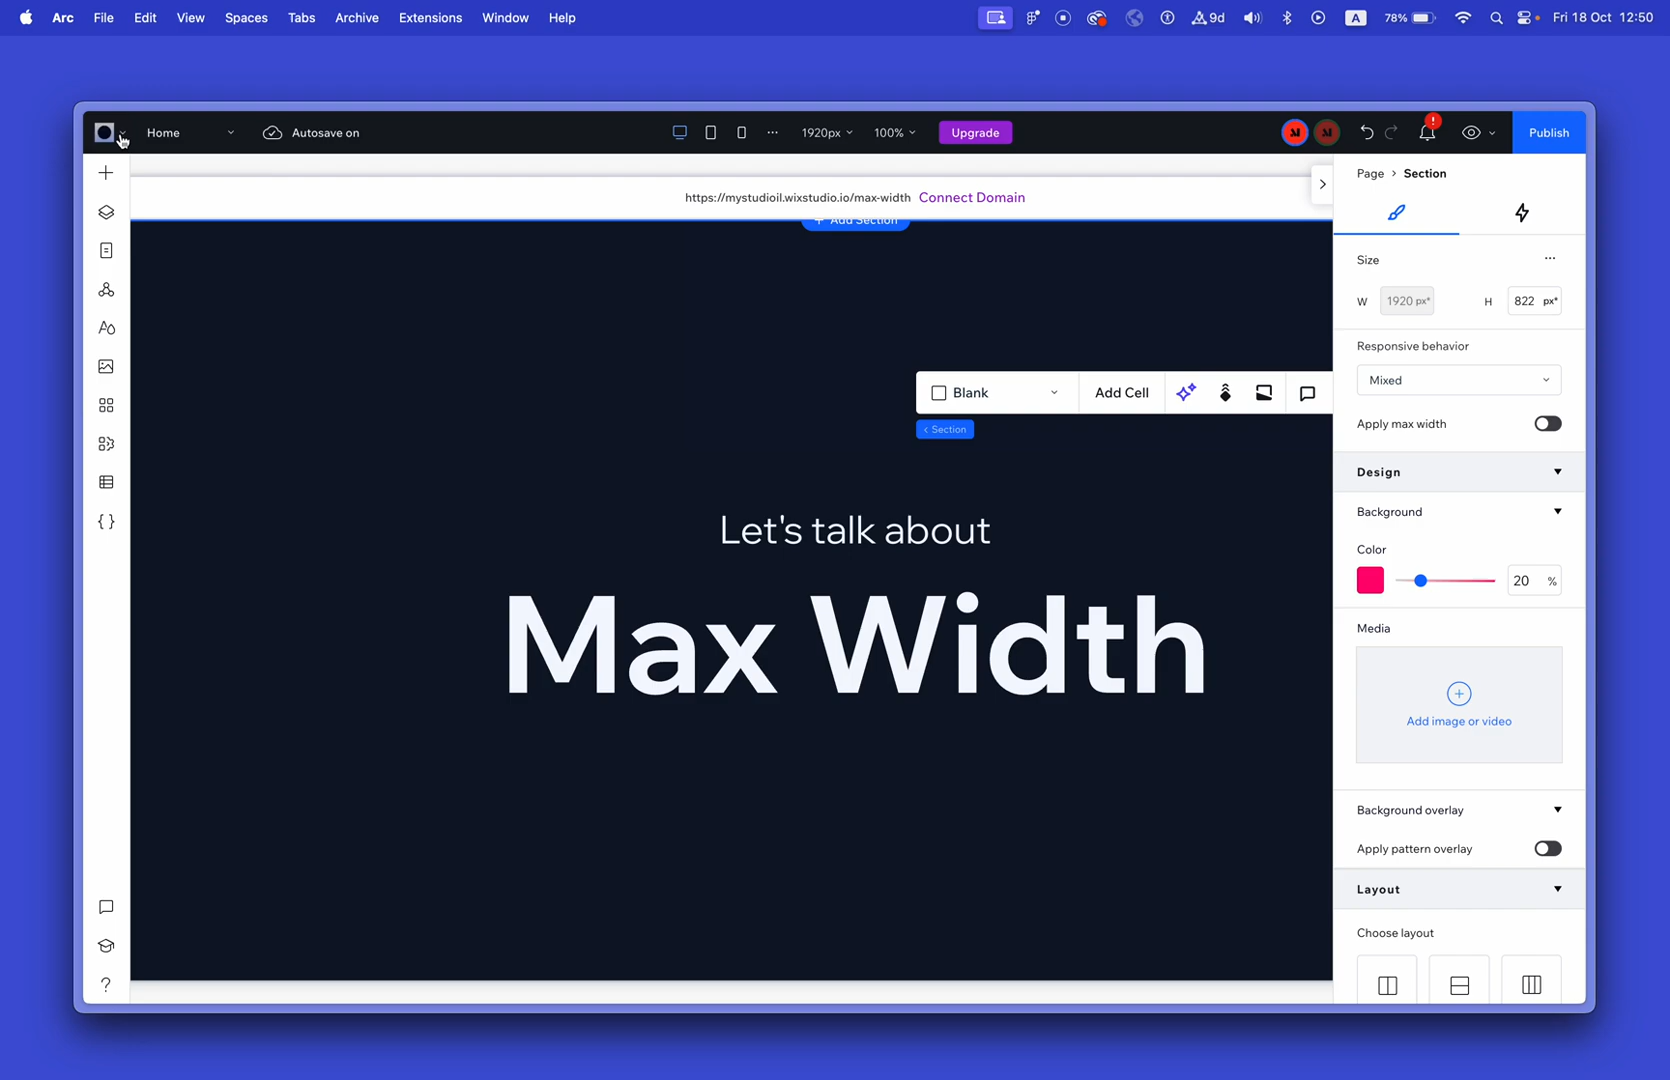 Arc File Edit View Spaces Tabs Archive Extensions Window Help 9d A 78% Fri 18 Oct 12:50
Home Autosave on 1920px 100% Upgrade ! Publish
https://mystudioil.wixstudio.io/max-width Connect Domain
+ Add Section
Page > Section
Size
W 1920 px* H 822 px*
Responsive behavior
Mixed
Apply max width
Blank Add Cell
< Section
Design
Background
Color
20 %
Let's talk about
Max Width
Media
Add image or video
Background overlay
Apply pattern overlay
Layout
Choose layout
?